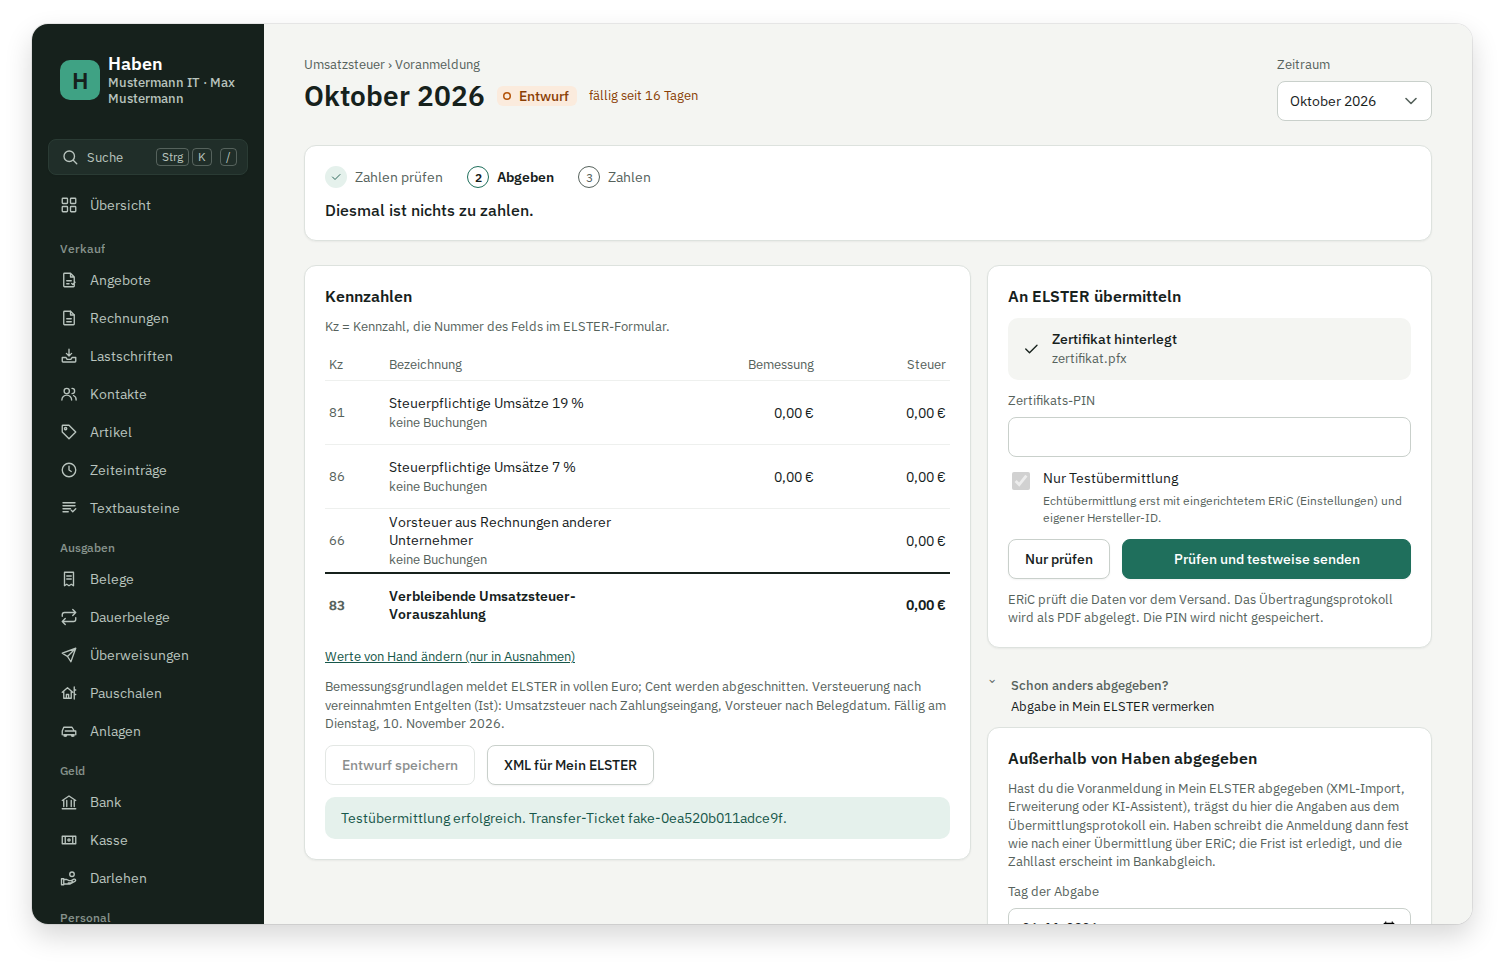 H
Haben
Mustermann IT · Max
Mustermann
Suche Strg K /
Übersicht
Verkauf
Angebote
Rechnungen
Lastschriften
Kontakte
Artikel
Zeiteinträge
Textbausteine
Ausgaben
Belege
Dauerbelege
Überweisungen
Pauschalen
Anlagen
Geld
Bank
Kasse
Darlehen
Personal
Umsatzsteuer › Voranmeldung
Oktober 2026 Entwurf fällig seit 16 Tagen
Zeitraum
Oktober 2026
Zahlen prüfen 2 Abgeben 3 Zahlen
Diesmal ist nichts zu zahlen.
Kennzahlen
Kz = Kennzahl, die Nummer des Felds im ELSTER-Formular.
Kz Bezeichnung Bemessung Steuer
81 Steuerpflichtige Umsätze 19 % 0,00 € 0,00 €
keine Buchungen
86 Steuerpflichtige Umsätze 7 % 0,00 € 0,00 €
keine Buchungen
Vorsteuer aus Rechnungen anderer
66 Unternehmer 0,00 €
keine Buchungen
83 Verbleibende Umsatzsteuer- 0,00 €
Vorauszahlung
Werte von Hand ändern (nur in Ausnahmen)
Bemessungsgrundlagen meldet ELSTER in vollen Euro; Cent werden abgeschnitten. Versteuerung nach
vereinnahmten Entgelten (Ist): Umsatzsteuer nach Zahlungseingang, Vorsteuer nach Belegdatum. Fällig am
Dienstag, 10. November 2026.
Entwurf speichern XML für Mein ELSTER
Testübermittlung erfolgreich. Transfer-Ticket fake-0ea520b011adce9f.
An ELSTER übermitteln
Zertifikat hinterlegt
zertifikat.pfx
Zertifikats-PIN
Nur Testübermittlung
Echtübermittlung erst mit eingerichtetem ERiC (Einstellungen) und
eigener Hersteller-ID.
Nur prüfen Prüfen und testweise senden
ERiC prüft die Daten vor dem Versand. Das Übertragungsprotokoll
wird als PDF abgelegt. Die PIN wird nicht gespeichert.
Schon anders abgegeben?
Abgabe in Mein ELSTER vermerken
Außerhalb von Haben abgegeben
Hast du die Voranmeldung in Mein ELSTER abgegeben (XML-Import,
Erweiterung oder KI-Assistent), trägst du hier die Angaben aus dem
Übermittlungsprotokoll ein. Haben schreibt die Anmeldung dann fest
wie nach einer Übermittlung über ERiC; die Frist ist erledigt, und die
Zahllast erscheint im Bankabgleich.
Tag der Abgabe